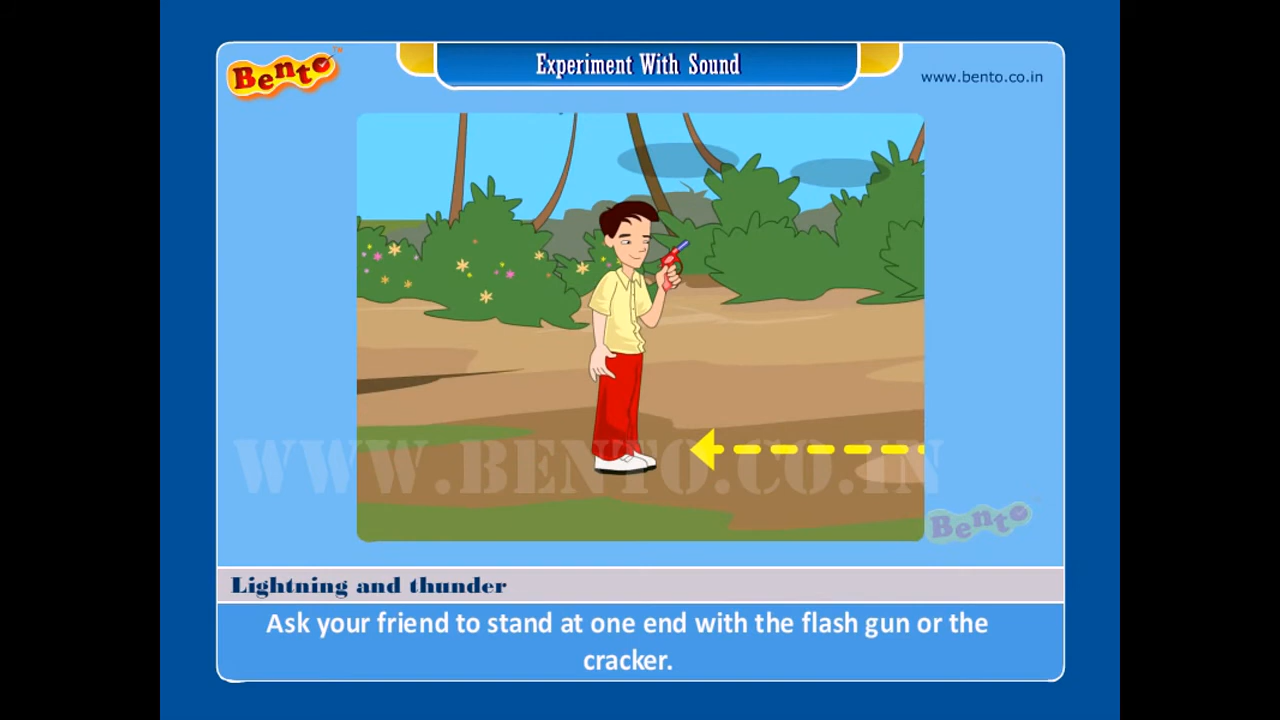 Bento™
Experiment With Sound
www.bento.co.in
WWW.BENTO.CO.IN
Bento
Lightning and thunder
Ask your friend to stand at one end with the flash gun or the
cracker.